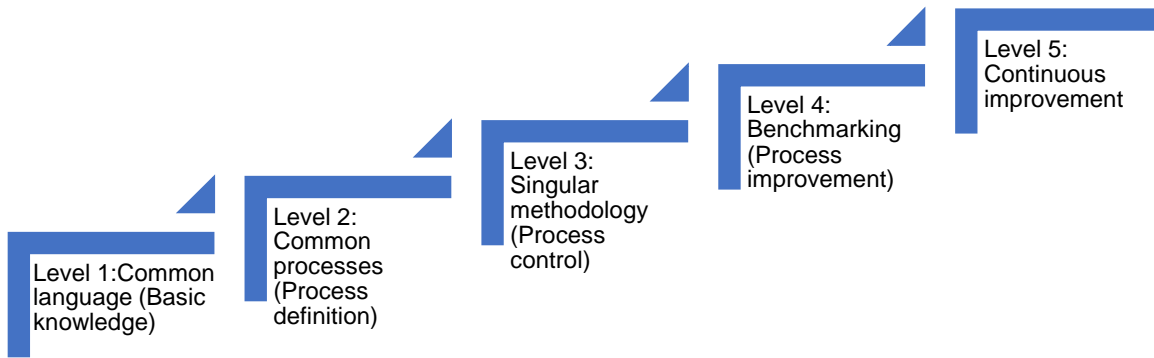 Level 1:Common
language (Basic
knowledge)
Level 2:
Common
processes
(Process
definition)
Level 3:
Singular
methodology
(Process
control)
Level 4:
Benchmarking
(Process
improvement)
Level 5:
Continuous
improvement